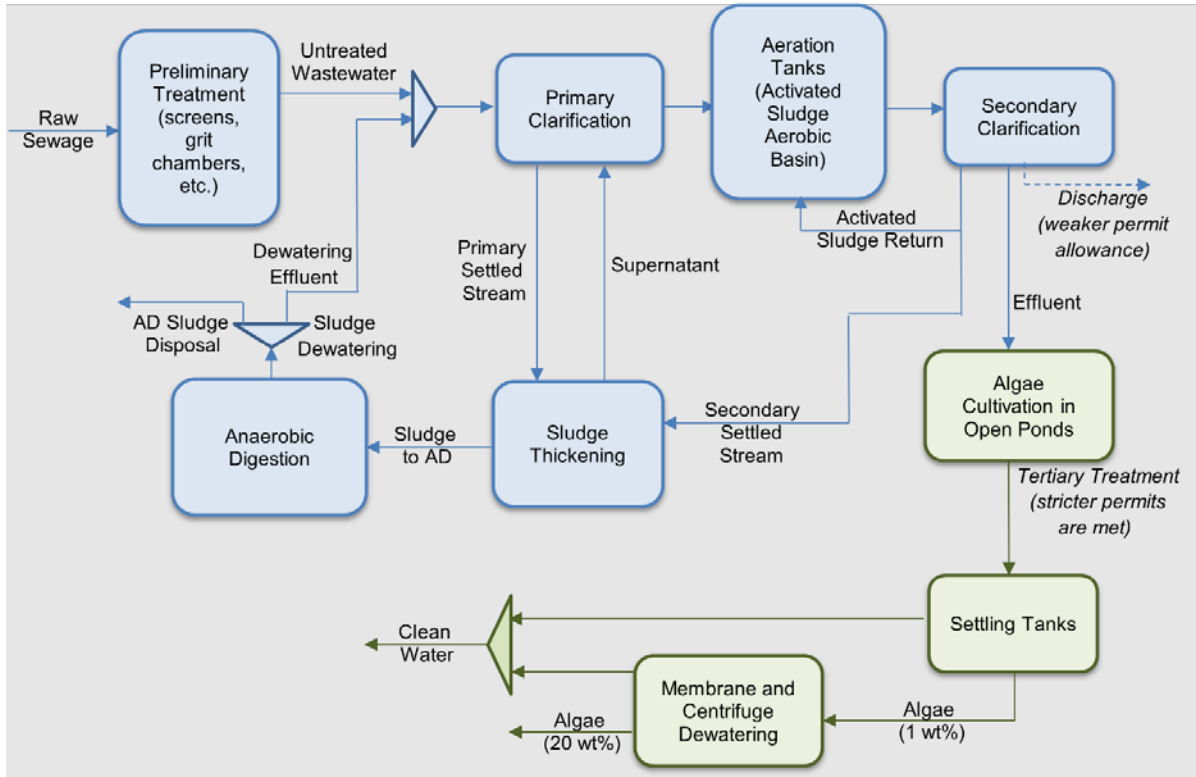 Raw
Sewage
Preliminary
Treatment
(screens,
grit
chambers,
etc.)
Untreated
Wastewater
Primary
Clarification
Aeration
Tanks
(Activated
Sludge
Aerobic
Basin)
Secondary
Clarification
Discharge
(weaker permit
allowance)
Activated
Sludge Return
Dewatering
Effluent
Primary
Settled
Stream
Supernatant
Effluent
AD Sludge
Disposal
Sludge
Dewatering
Anaerobic
Digestion
Sludge
to AD
Sludge
Thickening
Secondary
Settled
Stream
Algae
Cultivation in
Open Ponds
Tertiary Treatment
(stricter permits
are met)
Settling Tanks
Clean
Water
Membrane and
Centrifuge
Dewatering
Algae
(1 wt%)
Algae
(20 wt%)